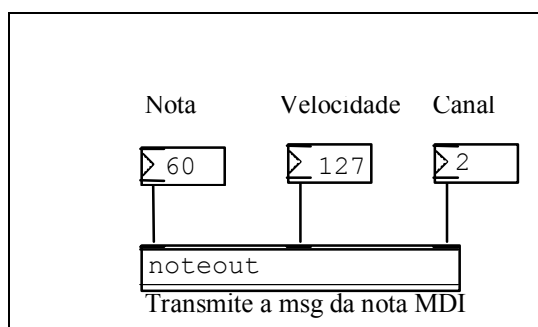 Nota Velocidade Canal
60 127 2
noteout
Transmite a msg da nota MDI